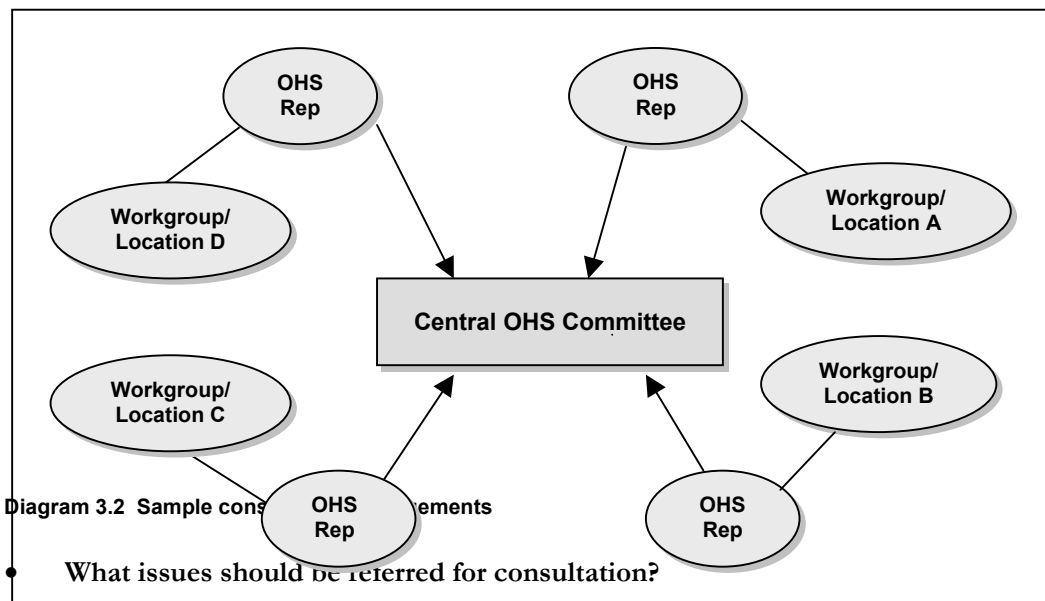 OHS
Rep
OHS
Rep
Workgroup/
Location D
Workgroup/
Location A
Central OHS Committee
Workgroup/
Location C
Workgroup/
Location B
OHS
Rep
OHS
Rep
Diagram 3.2 Sample cons ements
• What issues should be referred for consultation?